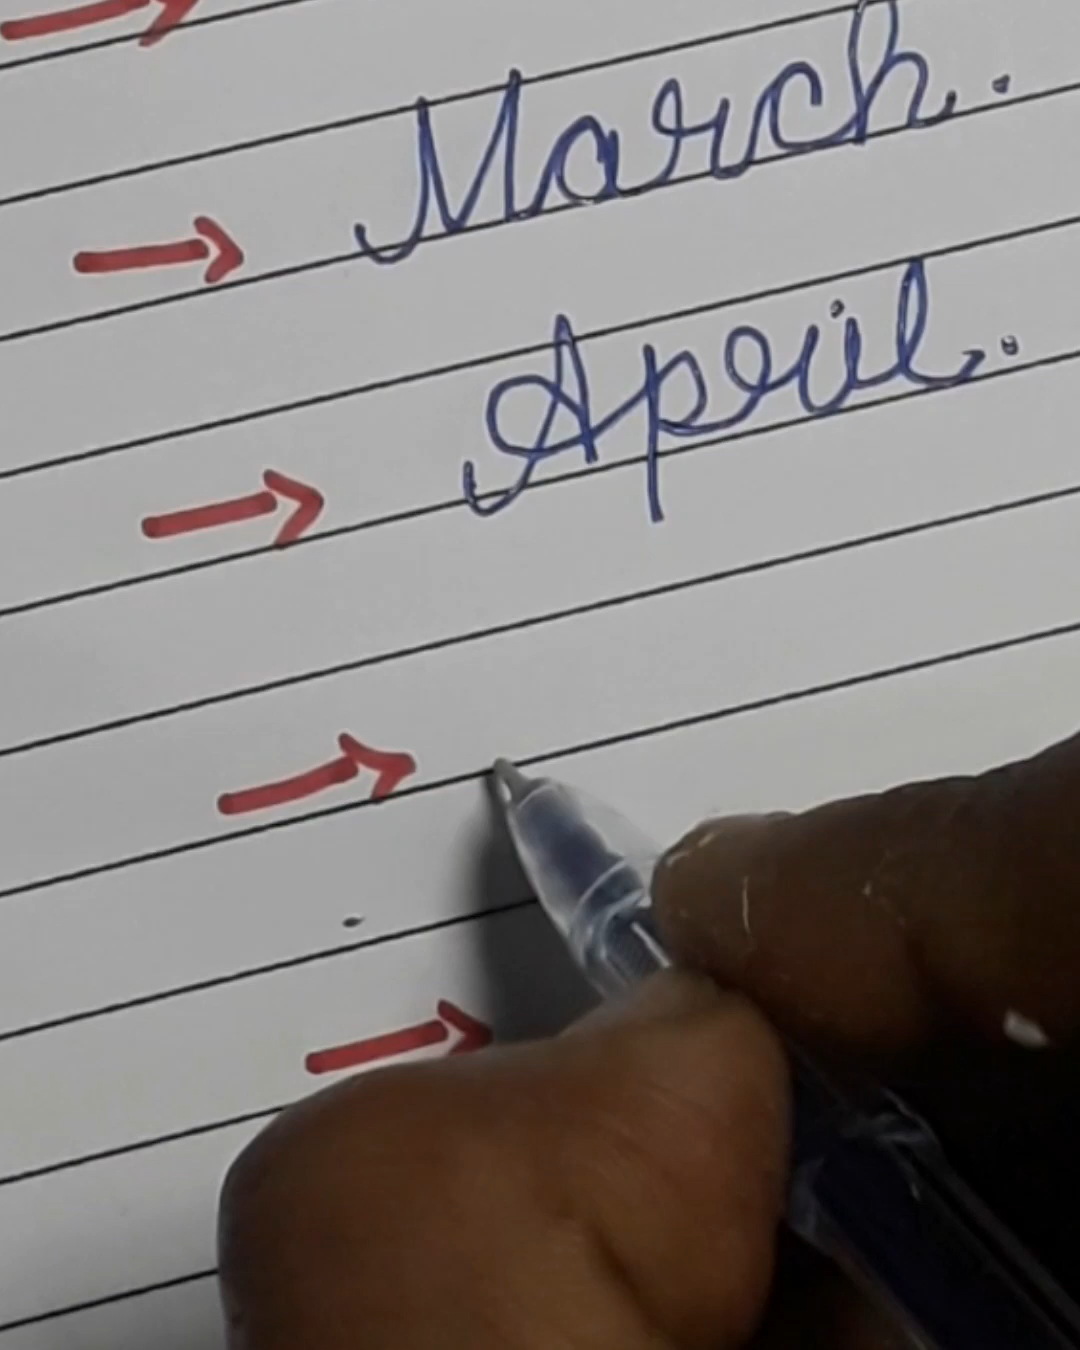 → March.
→ April.
→
→